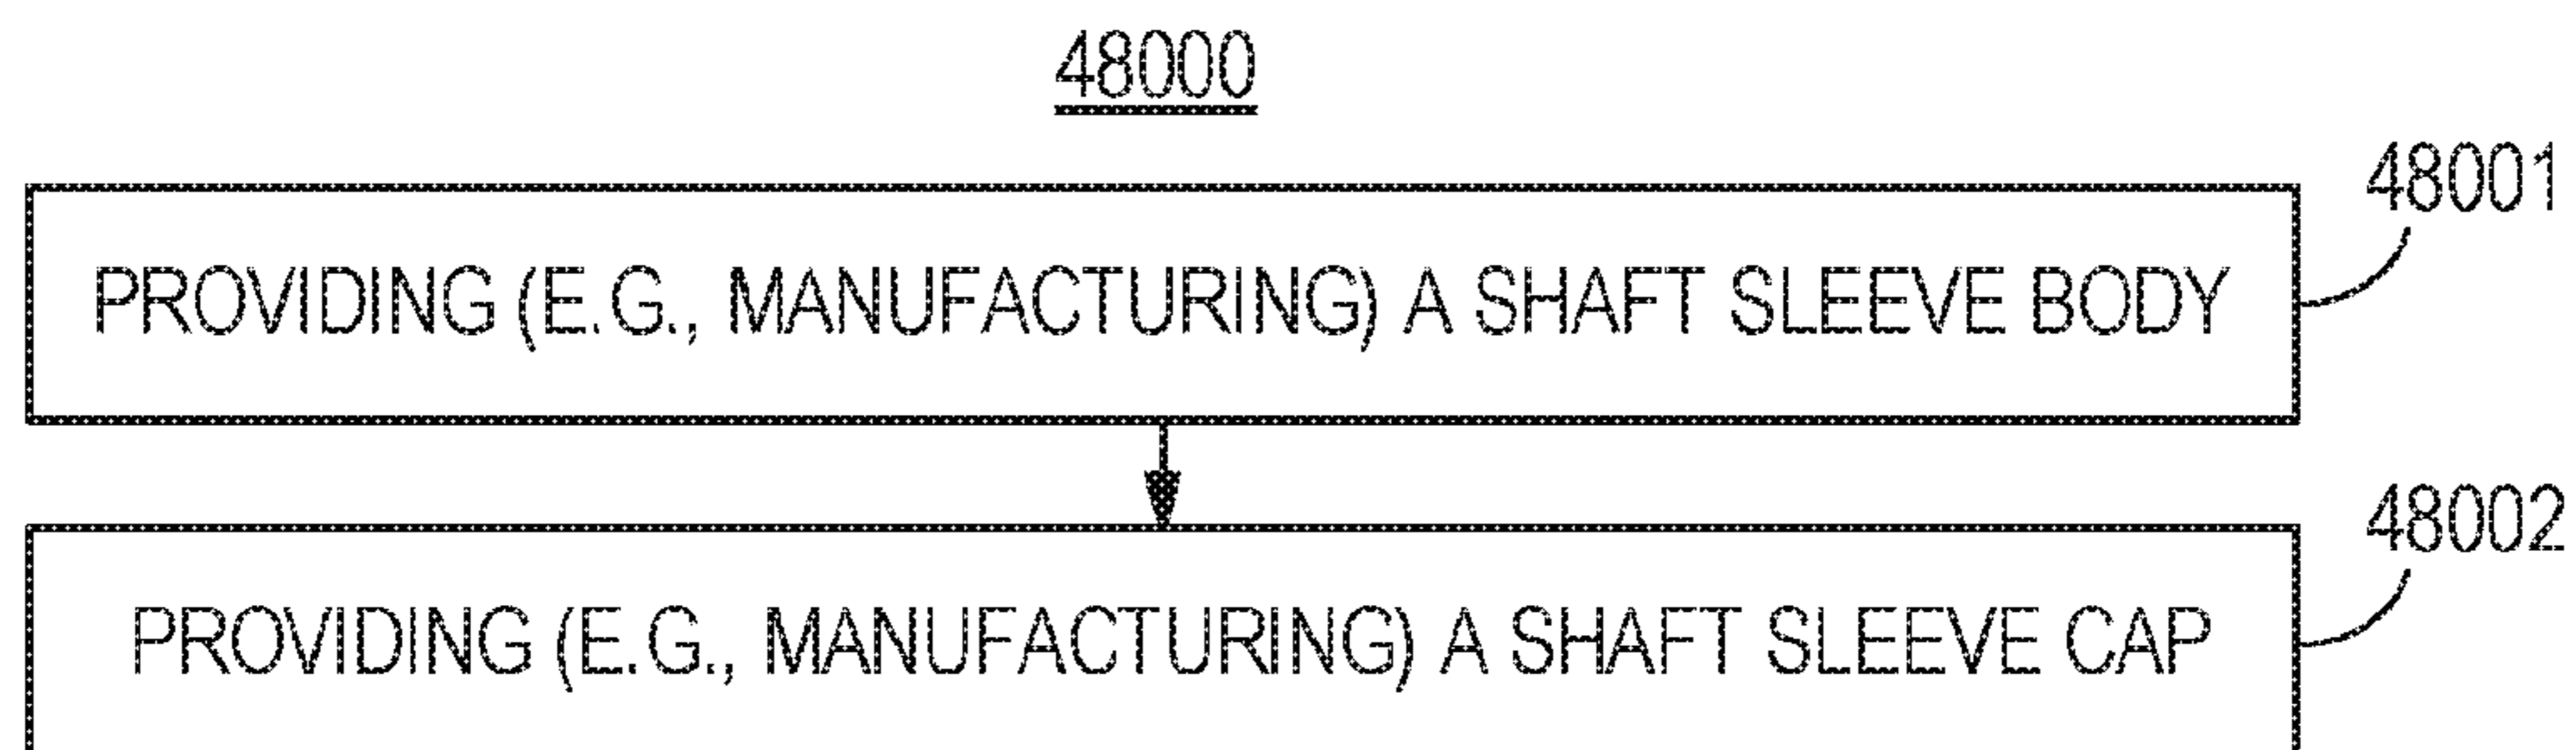 48000
48001
PROVIDING (E.G., MANUFACTURING) A SHAFT SLEEVE BODY
48002
PROVIDING (E.G., MANUFACTURING) A SHAFT SLEEVE CAP